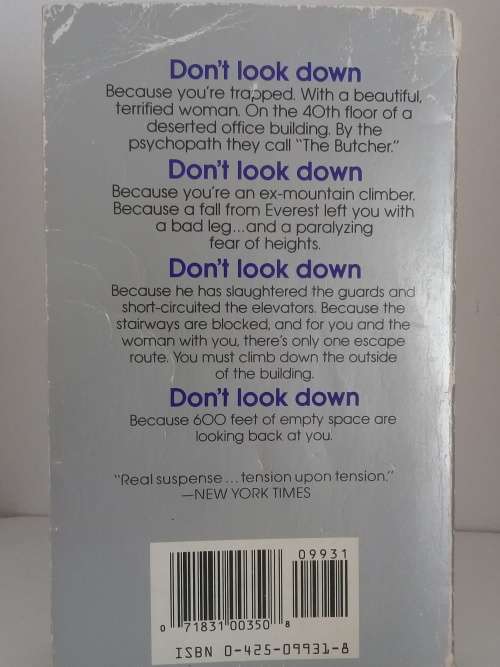 Don't look down
Because you're trapped. With a beautiful,
terrified woman. On the 40th floor of a
deserted office building. By the
psychopath they call "The Butcher."
Don't look down
Because you're an ex-mountain climber.
Because a fall from Everest left you with
a bad leg...and a paralyzing
fear of heights.
Don't look down
Because he has slaughtered the guards and
short-circuited the elevators. Because the
stairways are blocked, and for you and the
woman with you, there's only one escape
route. You must climb down the outside
of the building.
Don't look down
Because 600 feet of empty space are
looking back at you.
"Real suspense...tension upon tension."
—NEW YORK TIMES
09931
0 71831 00350 8
ISBN 0-425-09931-8